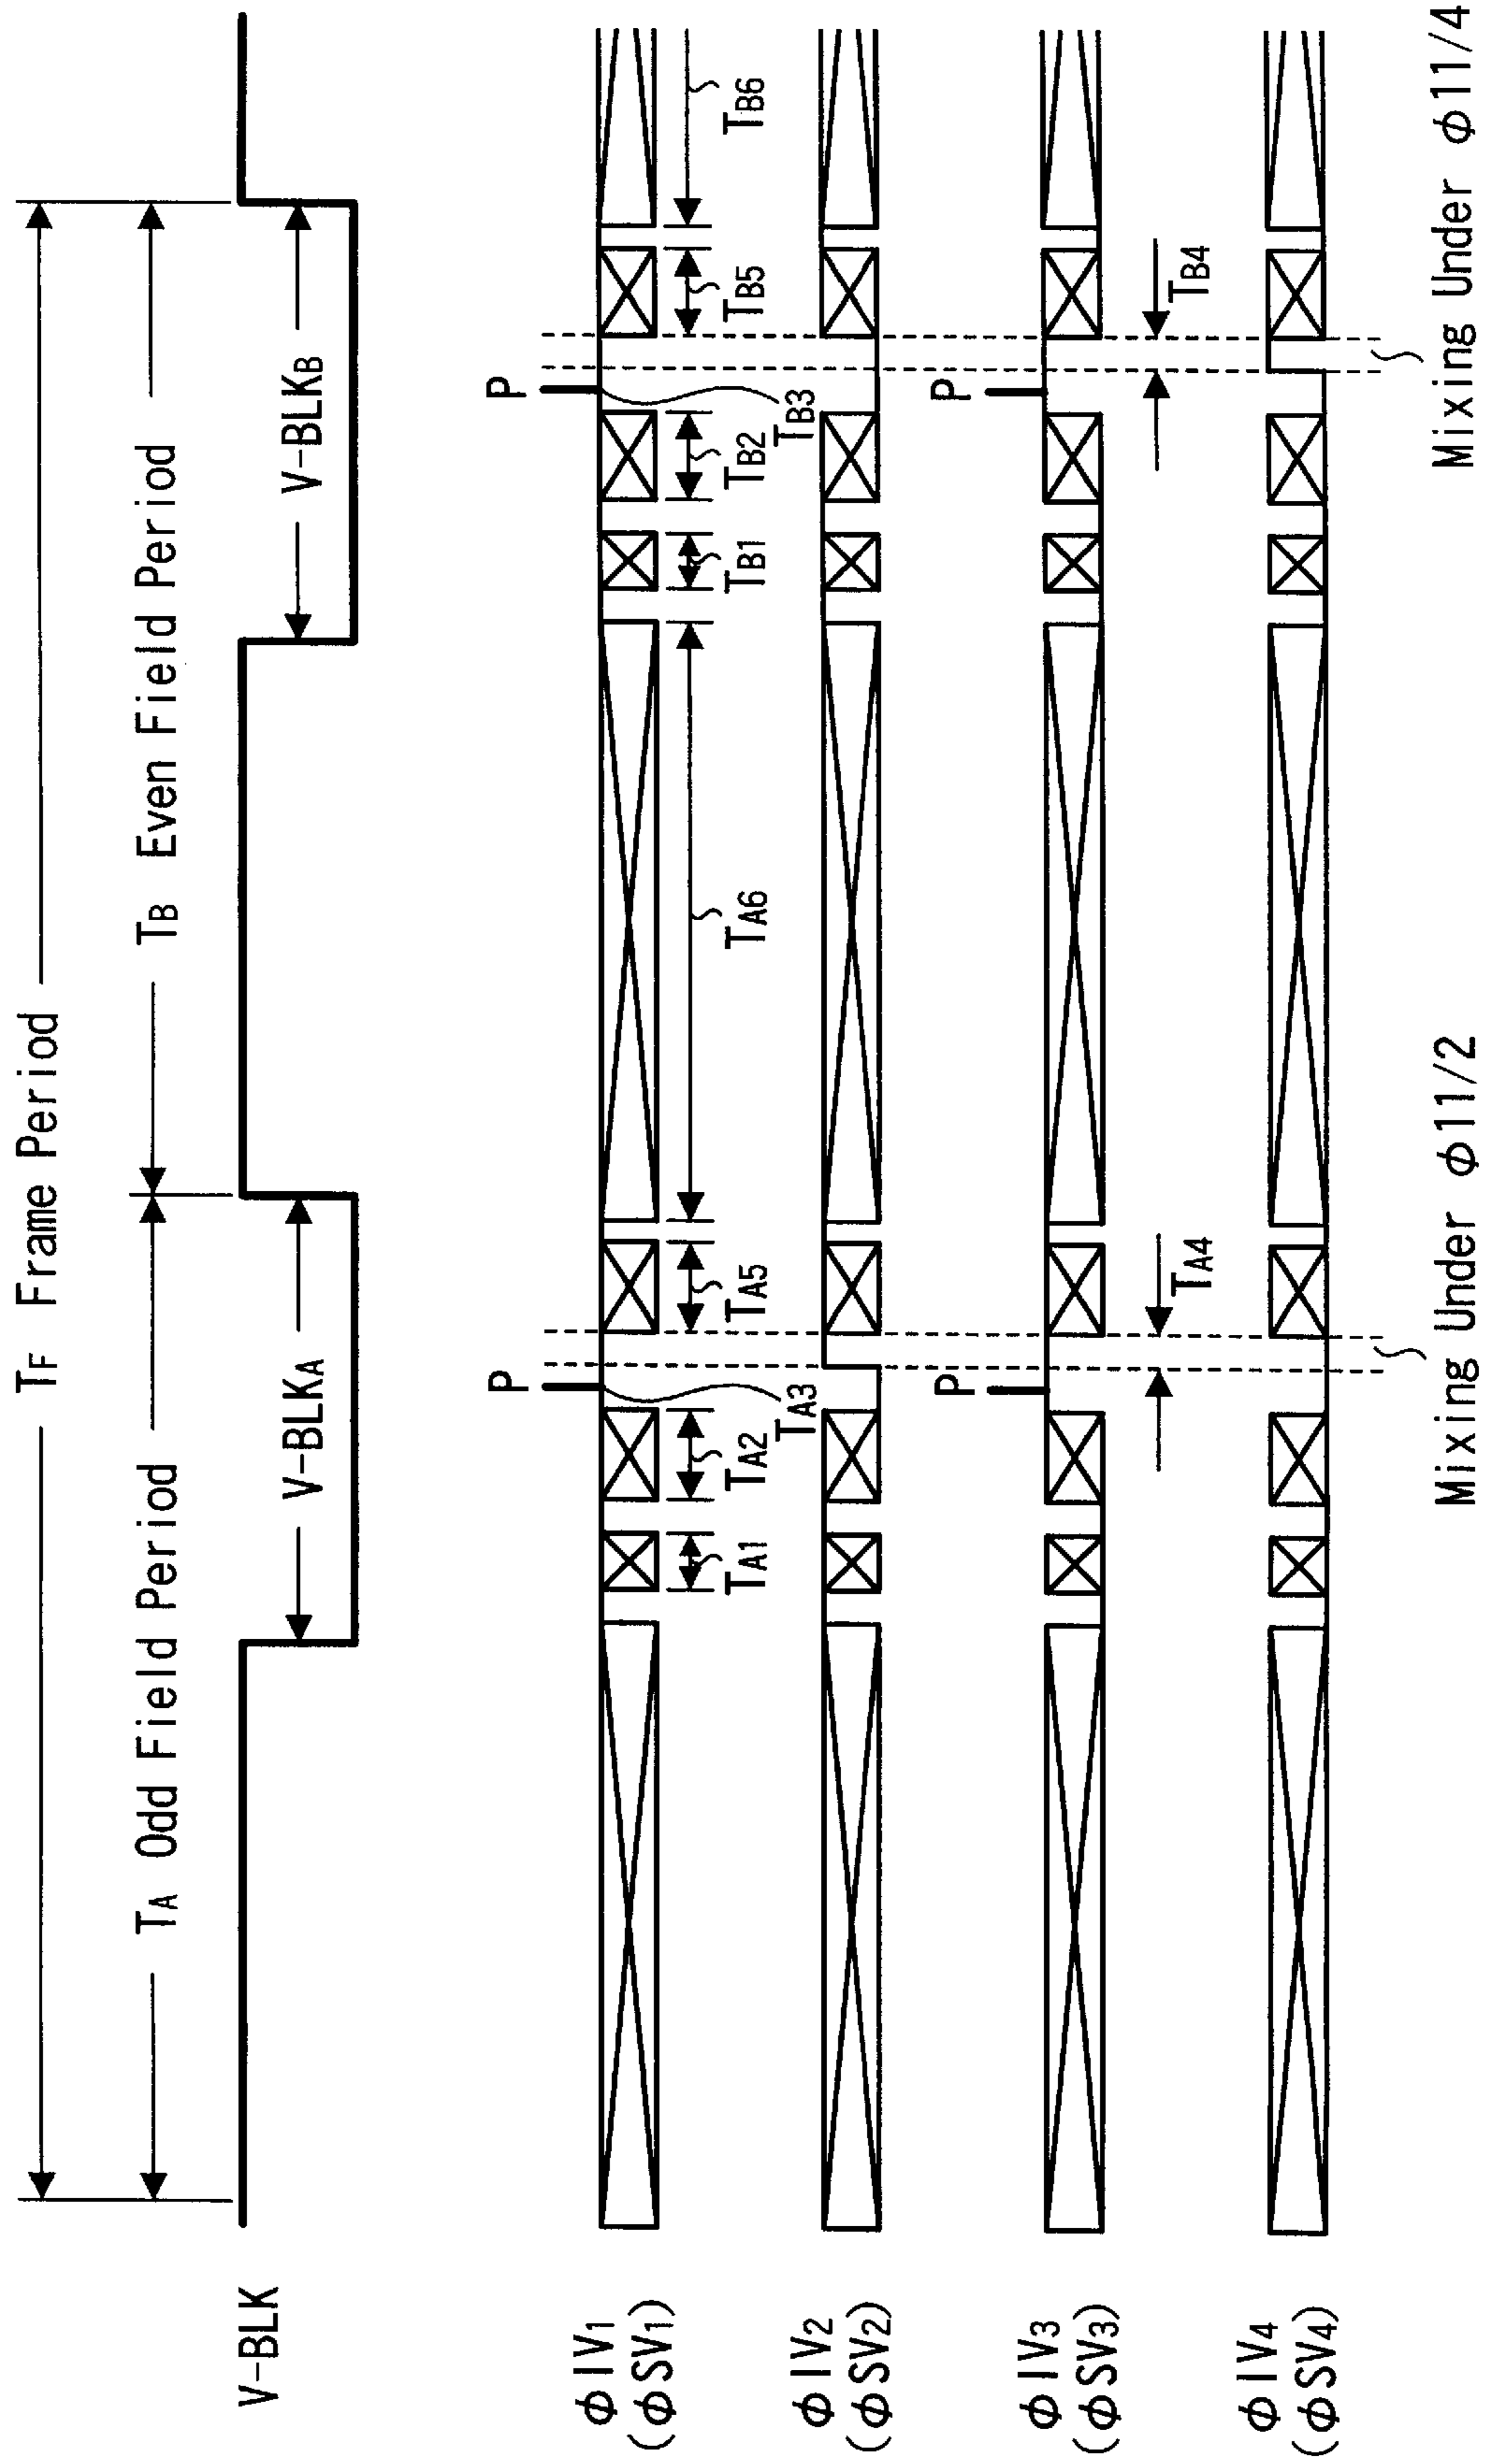 TF Frame Period
TA Odd Field Period
TB Even Field Period
V-BLK
V-BLKA
V-BLKB
P
P
φIV1
(φSV1)
TA1
TA2
TA3
TA5
TA6
TB1
TB2
TB3
TB5
TB6
φIV2
(φSV2)
P
P
φIV3
(φSV3)
TA4
TB4
φIV4
(φSV4)
Mixing Under φ11/2
Mixing Under φ11/4